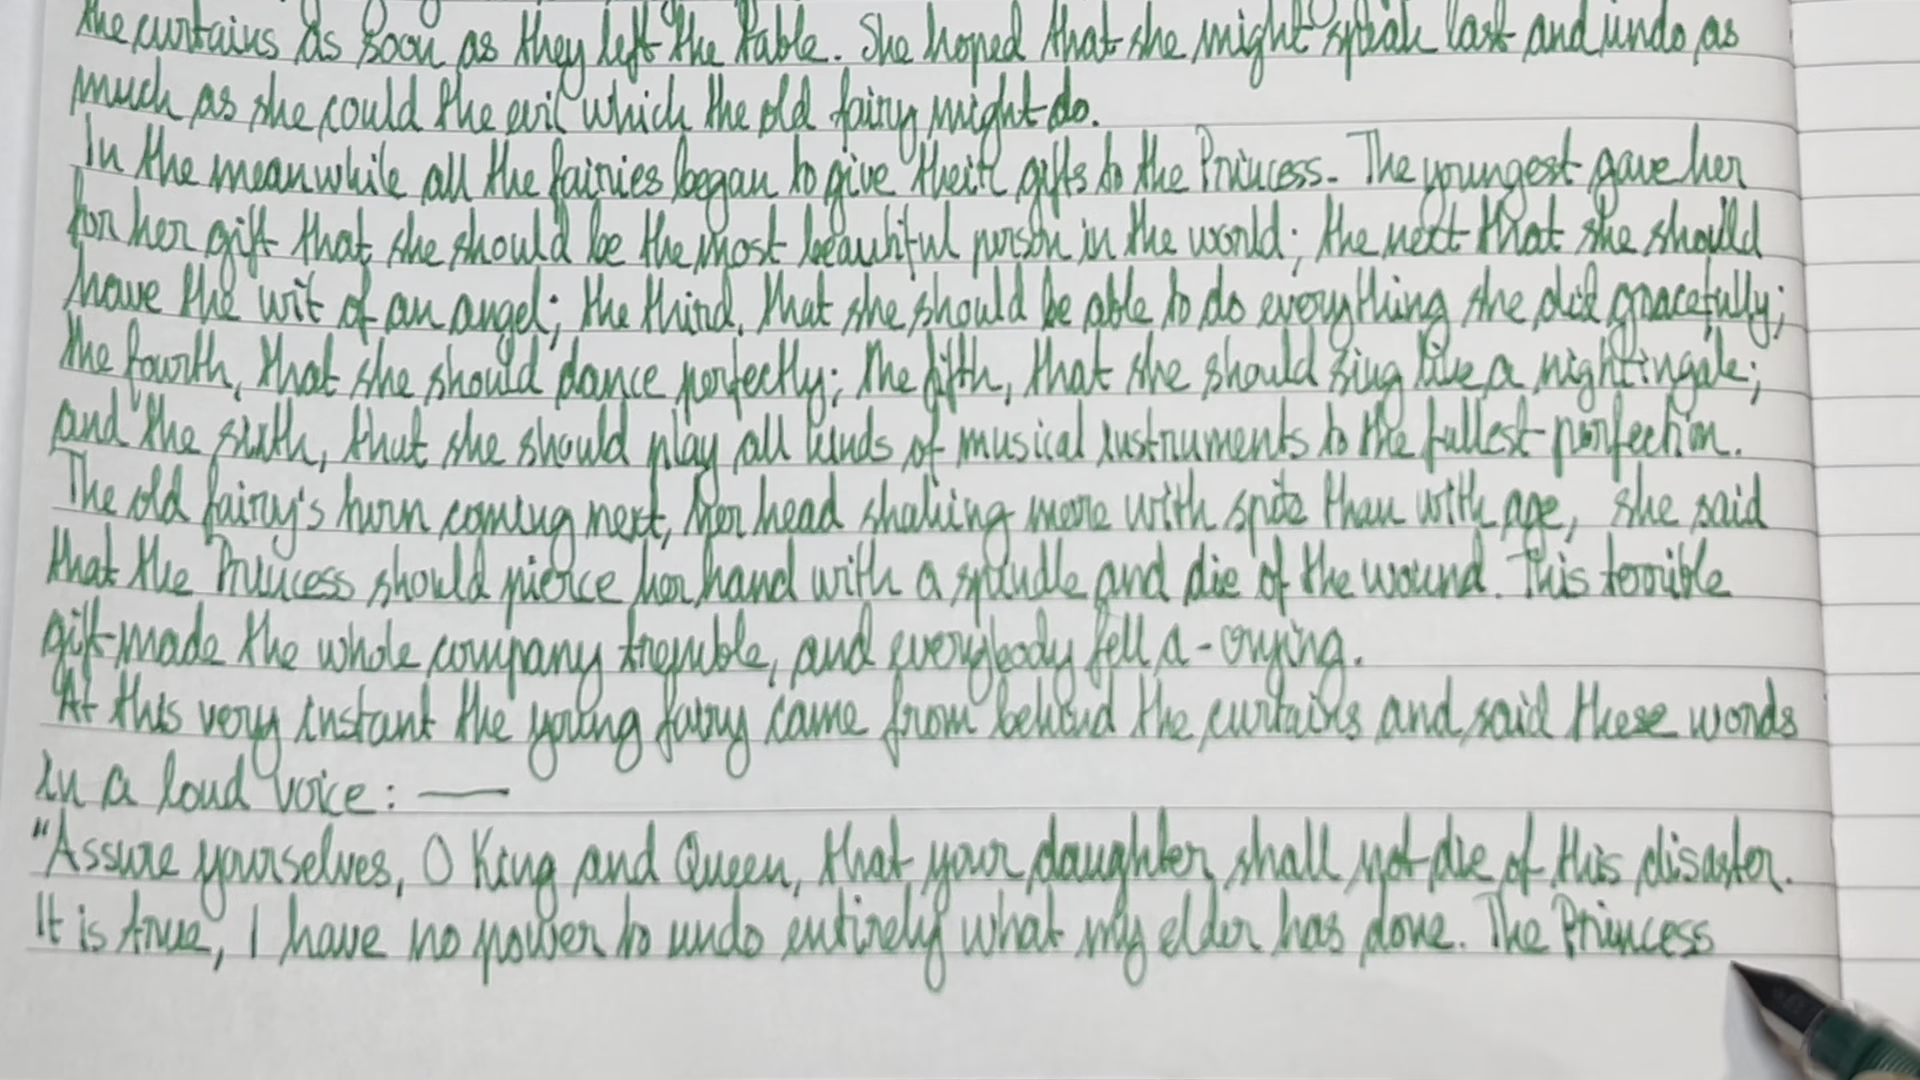 the curtains as soon as they left the table. She hoped that she might speak last and undo as
much as she could the evil which the old fairy might do.
In the meanwhile all the fairies began to give their gifts to the Princess. The youngest gave her
for her gift that she should be the most beautiful person in the world; the next that she should
have the wit of an angel; the third, that she should be able to do everything she did gracefully;
the fourth, that she should dance perfectly; the fifth, that she should sing like a nightingale;
and the sixth, that she should play all kinds of musical instruments to the fullest perfection.
The old fairy's turn coming next, her head shaking more with spite than with age, she said
that the Princess should pierce her hand with a spindle and die of the wound. This terrible
gift made the whole company tremble, and everybody fell a-crying.
At this very instant the young fairy came from behind the curtains and said these words
in a loud voice: —
"Assure yourselves, O King and Queen, that your daughter shall not die of this disaster.
It is true, I have no power to undo entirely what my elder has done. The Princess